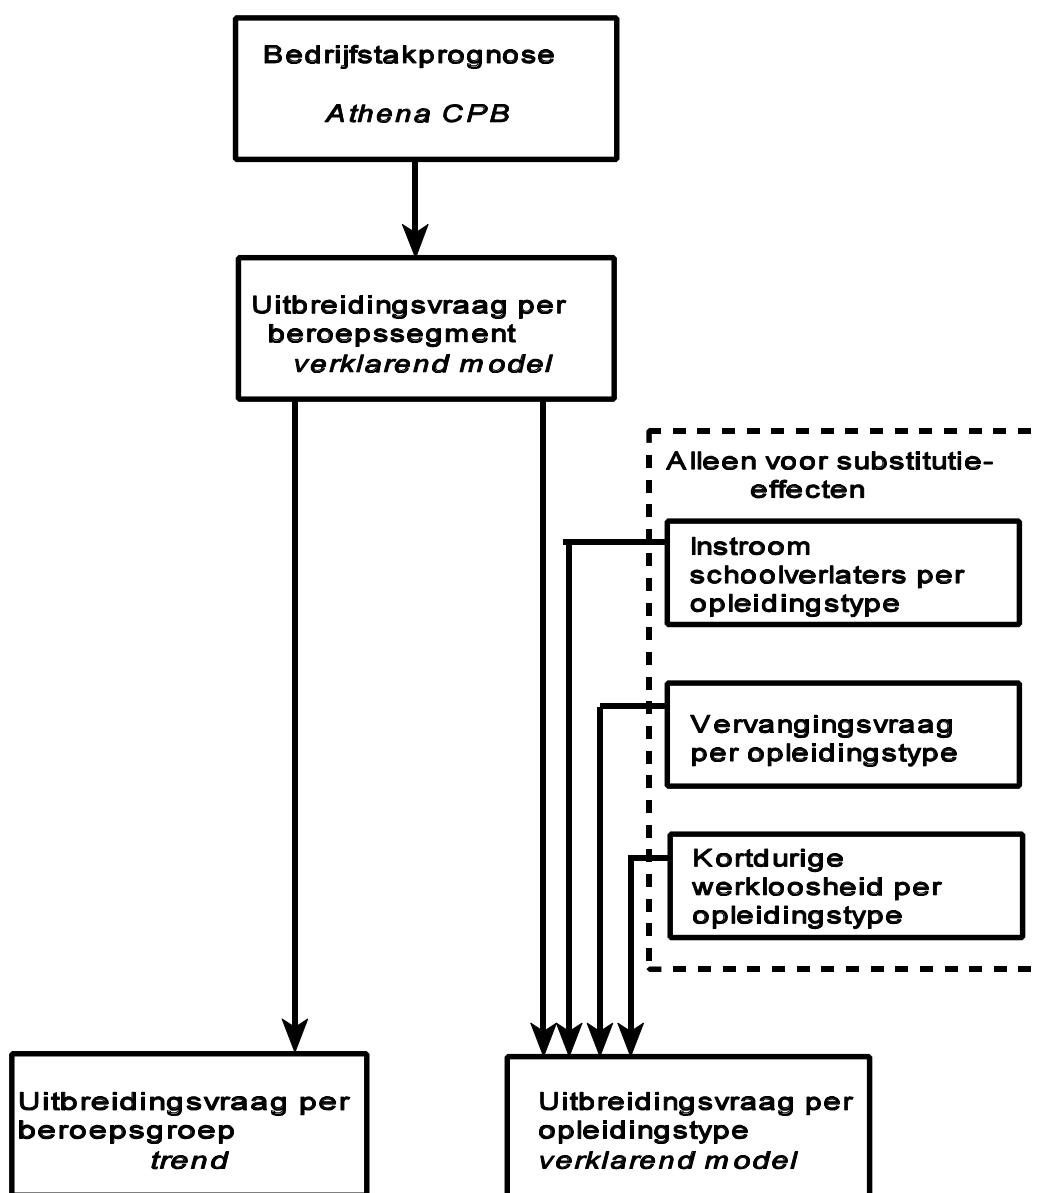 Bedrijfstakprognose
Athena CPB
Uitbreidingsvraag per
beroepssegment
verklarend model
Alleen voor substitutie-
effecten
Instroom
schoolverlaters per
opleidingstype
Vervangingsvraag
per opleidingstype
Kortdurige
werkloosheid per
opleidingstype
Uitbreidingsvraag per
beroepsgroep
trend
Uitbreidingsvraag per
opleidingstype
verklarend model